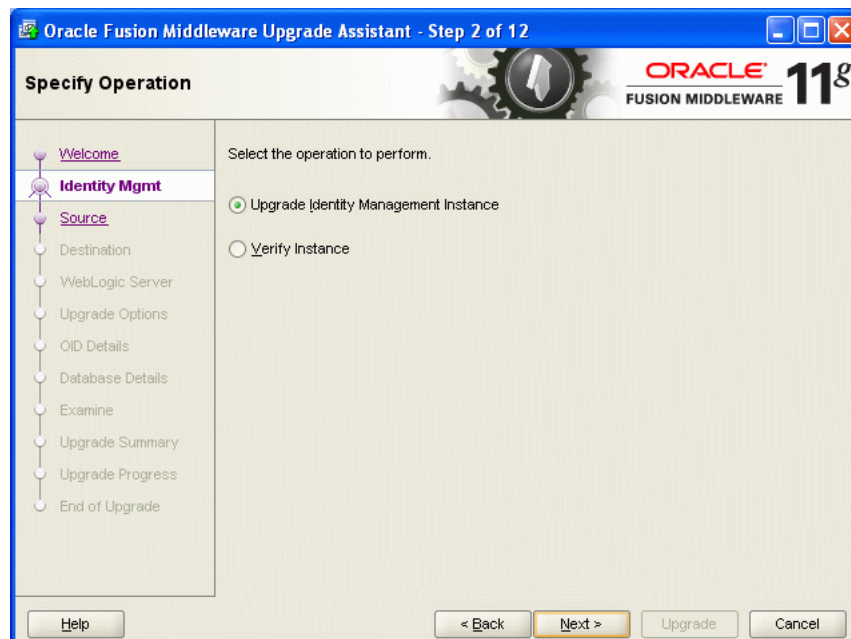 Oracle Fusion Middleware Upgrade Assistant - Step 2 of 12
Specify Operation
ORACLE
FUSION MIDDLEWARE 11g
Welcome
Identity Mgmt
Source
Destination
WebLogic Server
Upgrade Options
OID Details
Database Details
Examine
Upgrade Summary
Upgrade Progress
End of Upgrade
Select the operation to perform.
Upgrade Identity Management Instance
Verify Instance
Help
< Back
Next >
Upgrade
Cancel